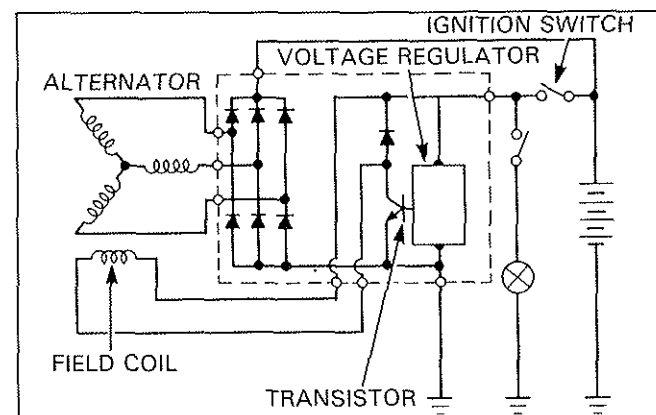 IGNITION SWITCH
VOLTAGE REGULATOR
ALTERNATOR
FIELD COIL
TRANSISTOR